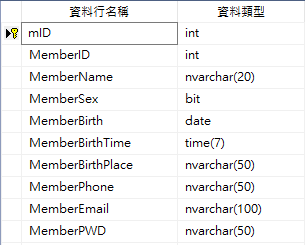 資料行名稱 資料類型
mID int
MemberID int
MemberName nvarchar(20)
MemberSex bit
MemberBirth date
MemberBirthTime time(7)
MemberBirthPlace nvarchar(50)
MemberPhone nvarchar(50)
MemberEmail nvarchar(100)
MemberPWD nvarchar(50)